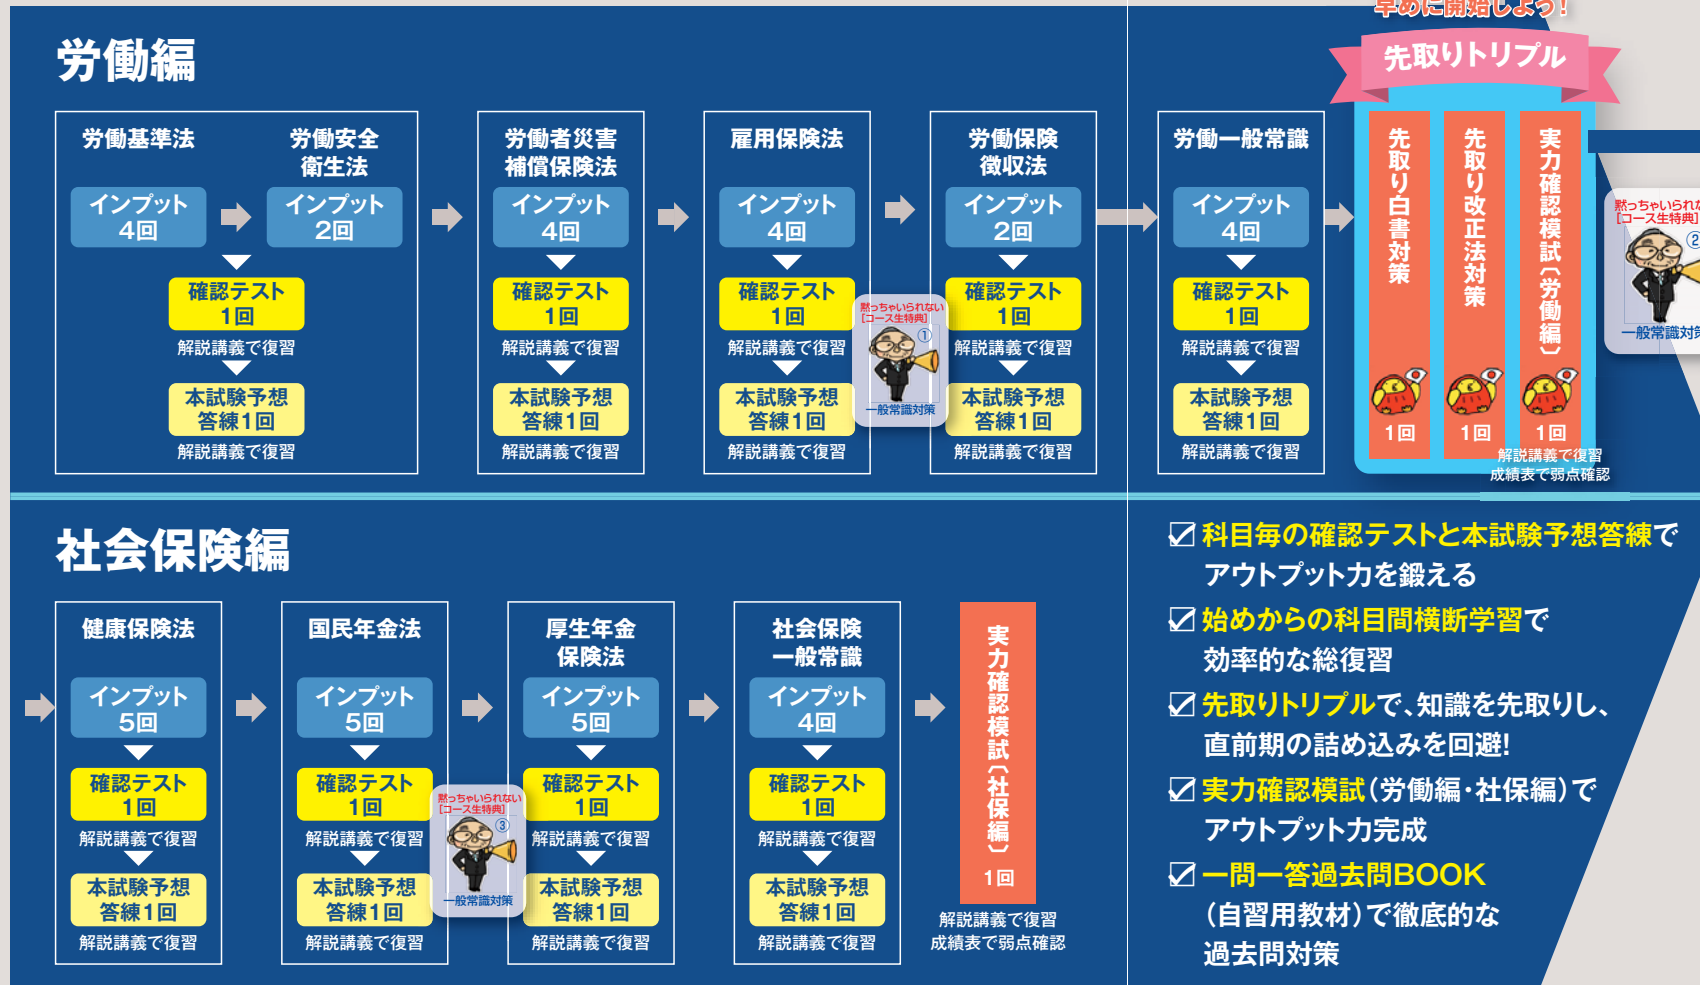 早めに開始しよう!
先取りトリプル
労働編
労働基準法
インプット
4回
労働安全
衛生法
インプット
2回
確認テスト
1回
解説講義で復習
本試験予想
答練1回
解説講義で復習
労働者災害
補償保険法
インプット
4回
確認テスト
1回
解説講義で復習
本試験予想
答練1回
解説講義で復習
雇用保険法
インプット
4回
確認テスト
1回
解説講義で復習
本試験予想
答練1回
解説講義で復習
黙っちゃいられない
[コース生特典]
①
一般常識対策
労働保険
徴収法
インプット
2回
確認テスト
1回
解説講義で復習
本試験予想
答練1回
解説講義で復習
労働一般常識
インプット
4回
確認テスト
1回
解説講義で復習
本試験予想
答練1回
解説講義で復習
先取り白書対策
1回
先取り改正法対策
1回
実力確認模試〔労働編〕
1回
解説講義で復習
成績表で弱点確認
黙っちゃいられな
[コース生特典]
②
一般常識対策
社会保険編
健康保険法
インプット
5回
確認テスト
1回
解説講義で復習
本試験予想
答練1回
解説講義で復習
国民年金法
インプット
5回
確認テスト
1回
解説講義で復習
本試験予想
答練1回
解説講義で復習
黙っちゃいられない
[コース生特典]
③
一般常識対策
厚生年金
保険法
インプット
5回
確認テスト
1回
解説講義で復習
本試験予想
答練1回
解説講義で復習
社会保険
一般常識
インプット
4回
確認テスト
1回
解説講義で復習
本試験予想
答練1回
解説講義で復習
実力確認模試〔社保編〕
1回
解説講義で復習
成績表で弱点確認
科目毎の確認テストと本試験予想答練で
アウトプット力を鍛える
始めからの科目間横断学習で
効率的な総復習
先取りトリプルで、知識を先取りし、
直前期の詰め込みを回避!
実力確認模試(労働編・社保編)で
アウトプット力完成
一問一答過去問BOOK
(自習用教材)で徹底的な
過去問対策